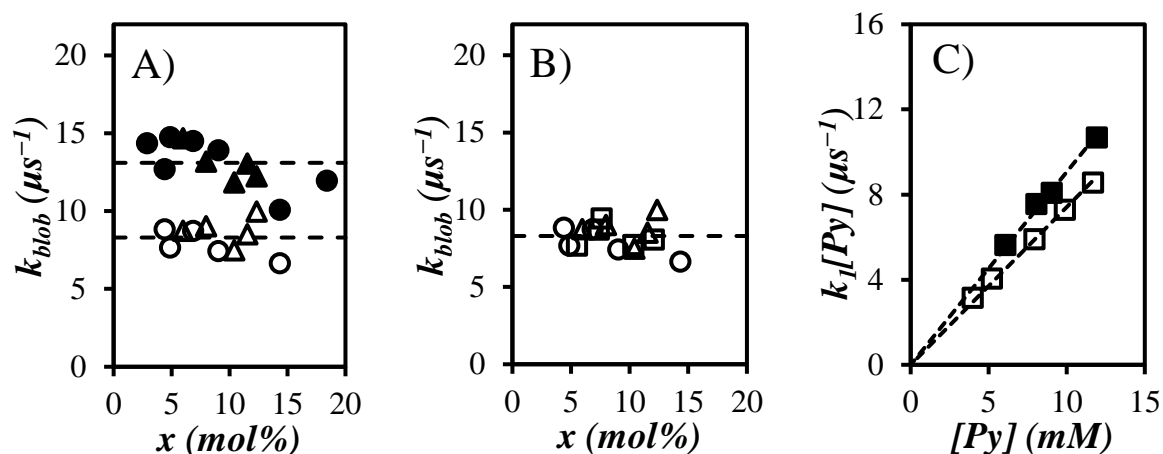 A)
k_blob (μs⁻¹)
20
15
10
5
0
0 5 10 15 20
x (mol%)
B)
k_blob (μs⁻¹)
20
15
10
5
0
0 5 10 15 20
x (mol%)
C)
k₁[Py] (μs⁻¹)
16
12
8
4
0
0 5 10 15
[Py] (mM)